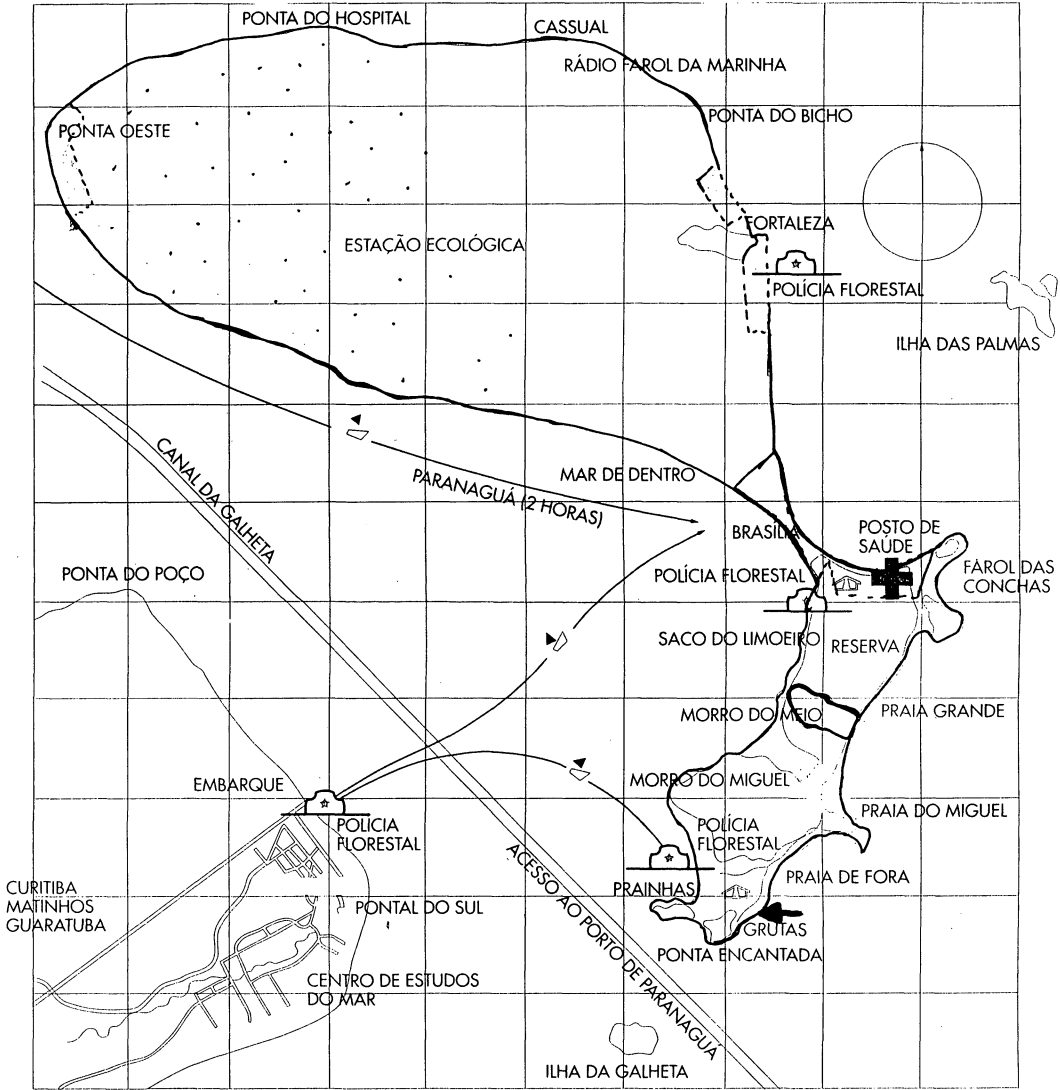 PONTA DO HOSPITAL
CASSUAL
RÁDIO FAROL DA MARINHA
PONTA DO BICHO
PONTA OESTE
FORTALEZA
ESTAÇÃO ECOLÓGICA
POLÍCIA FLORESTAL
ILHA DAS PALMAS
CANAL DA GALHETA
PARANAGUÁ (2 HORAS)
MAR DE DENTRO
BRASÍLIA
POSTO DE
SAÚDE
FAROL DAS
CONCHAS
PONTA DO POÇO
POLÍCIA FLORESTAL
SACO DO LIMOEIRO
RESERVA
MORRO DO MEIO
PRAIA GRANDE
EMBARQUE
MORRO DO MIGUEL
PRAIA DO MIGUEL
POLÍCIA
FLORESTAL
POLÍCIA
FLORESTAL
ACESSO AO PORTO DE PARANAGUÁ
PRAINHAS
PRAIA DE FORA
CURITIBA
MATINHOS
GUARATUBA
PONTAL DO SUL
GRUTAS
PONTA ENCANTADA
CENTRO DE ESTUDOS
DO MAR
ILHA DA GALHETA